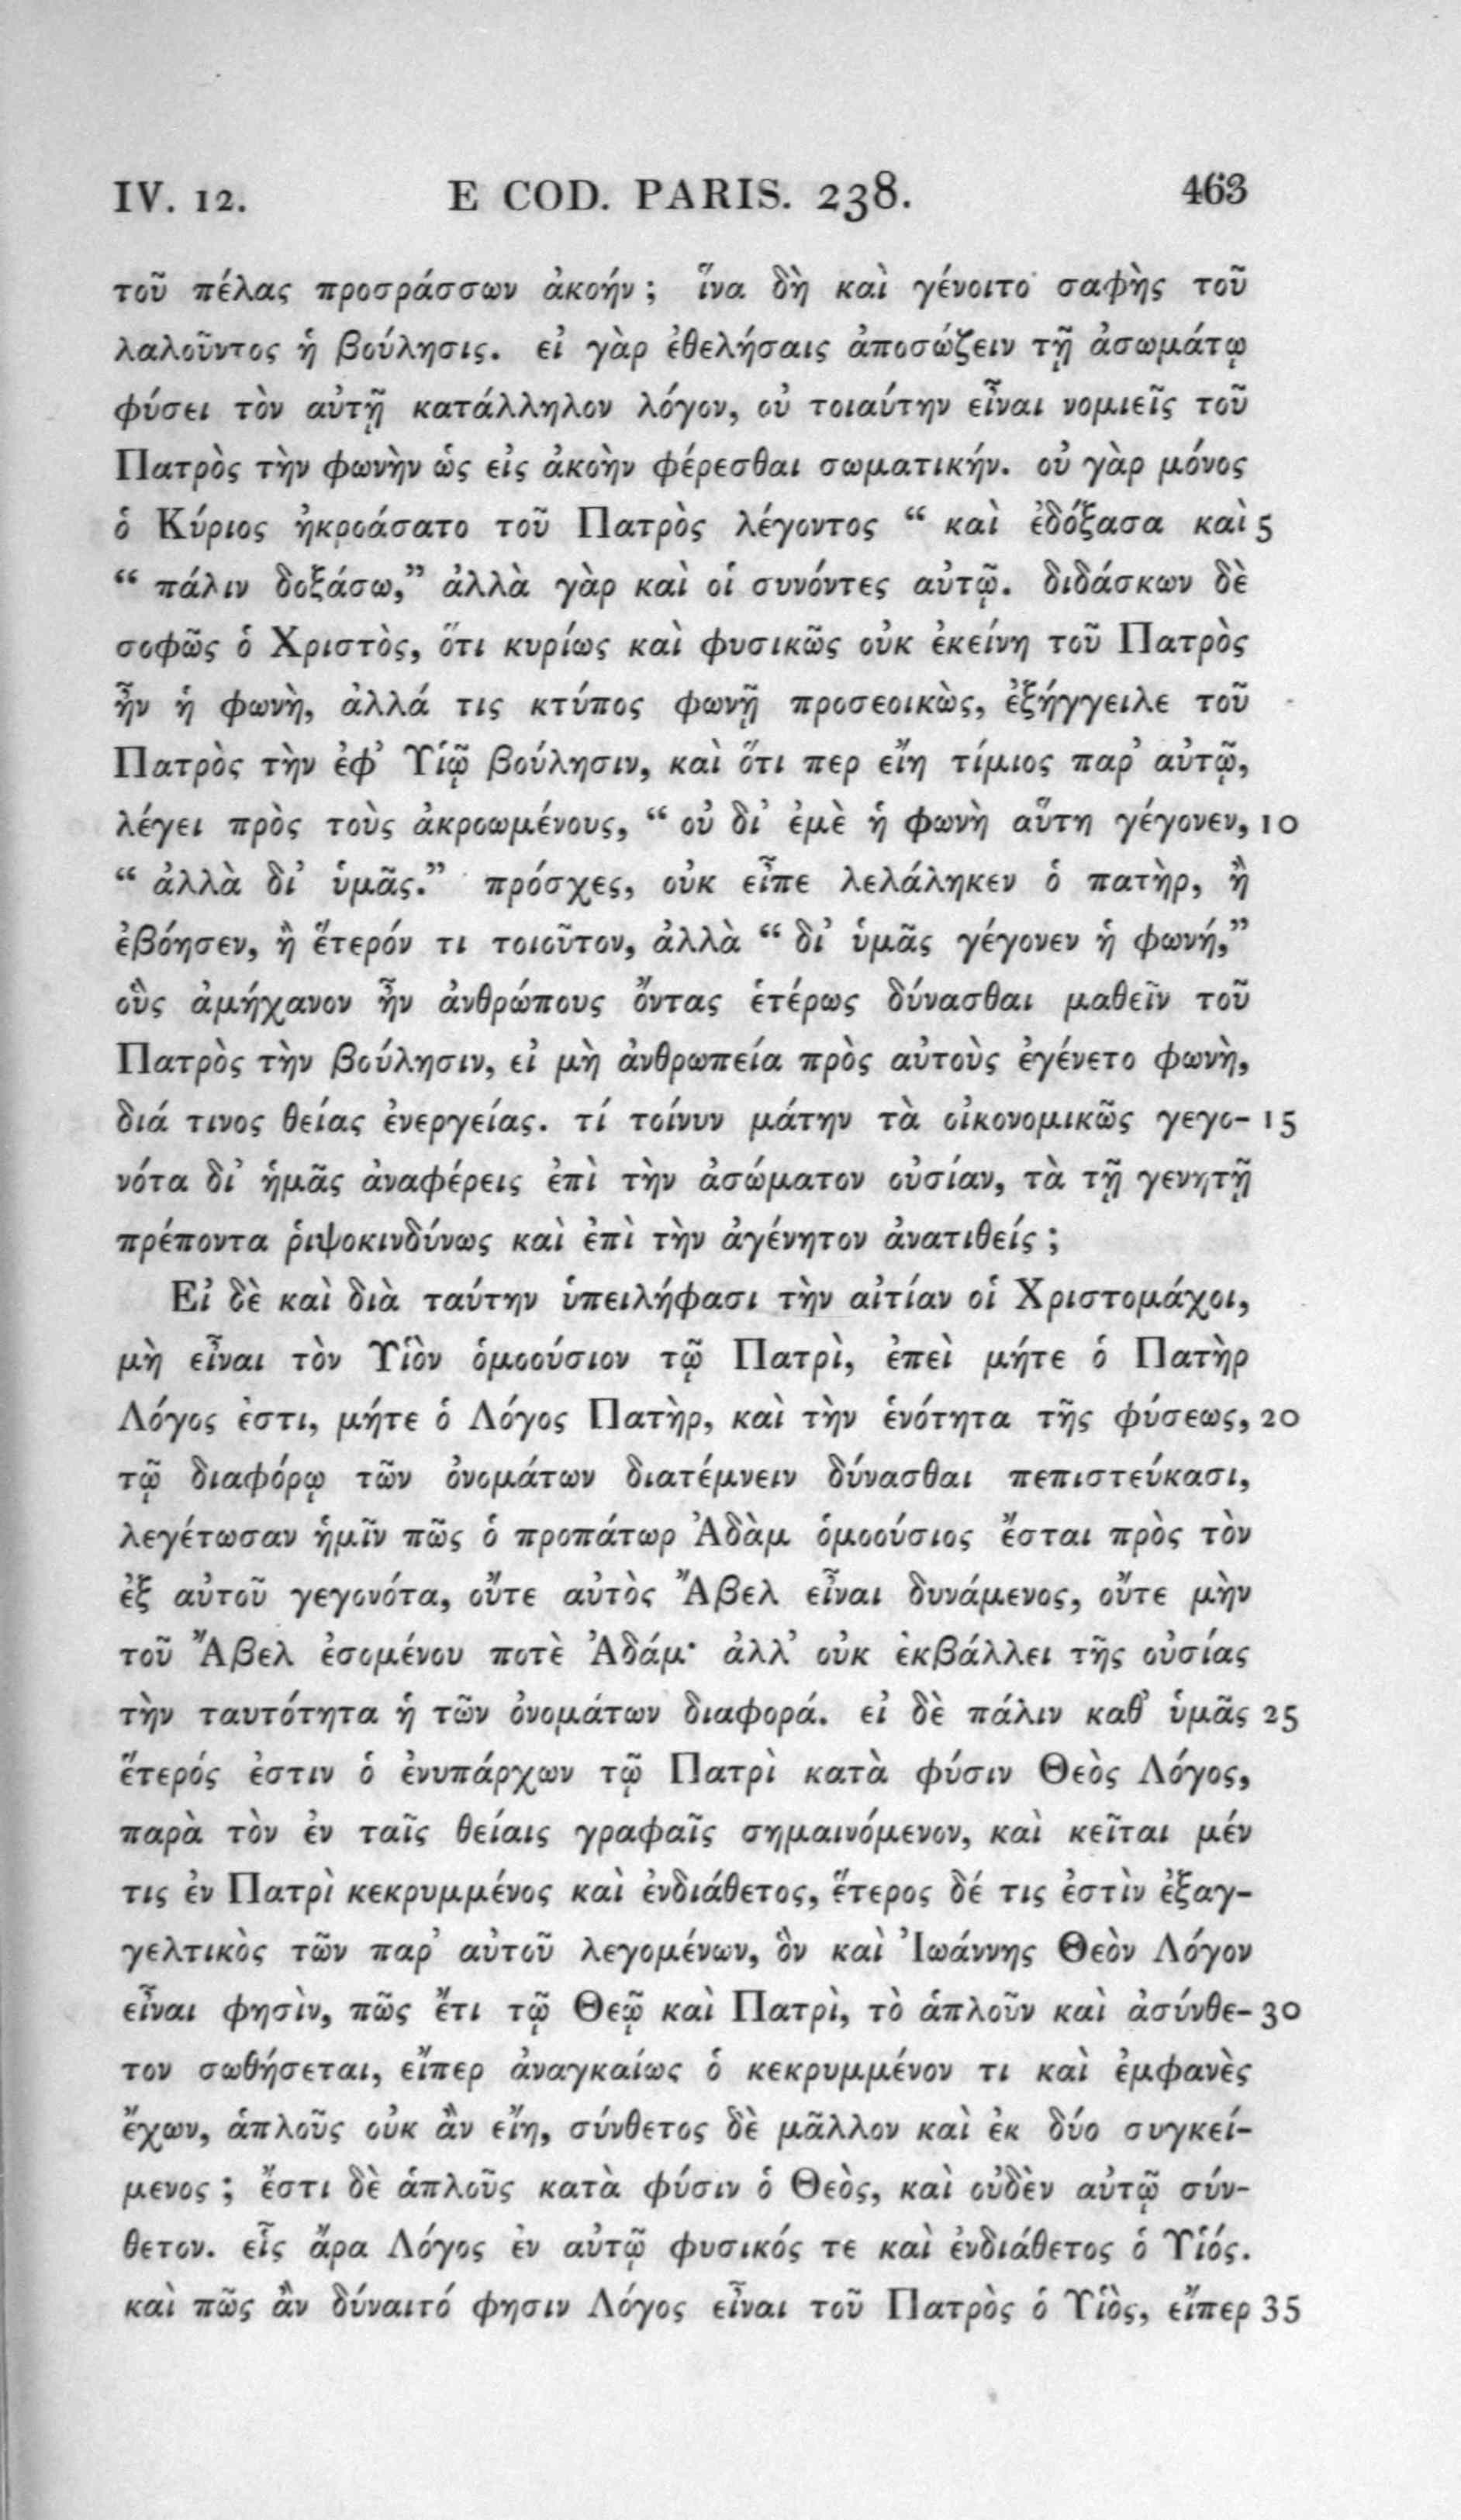 IV. 12. E COD. PARIS. 238. 463
τοῦ πέλας προσράσσων ἀκοήν ; ἵνα δὴ καὶ γένοιτο σαφὴς τοῦ
λαλοῦντος ἡ βούλησις. εἰ γὰρ ἐθελήσαις ἀποσώζειν τῇ ἀσωμάτῳ
φύσει τὸν αὐτῇ κατάλληλον λόγον, οὐ τοιαύτην εἶναι νομιεῖς τοῦ
Πατρὸς τὴν φωνὴν ὡς εἰς ἀκοὴν φέρεσθαι σωματικήν. οὐ γὰρ μόνος
ὁ Κύριος ἠκροάσατο τοῦ Πατρὸς λέγοντος “ καὶ ἐδόξασα καὶ 5
“ πάλιν δοξάσω,” ἀλλὰ γὰρ καὶ οἱ συνόντες αὐτῷ. διδάσκων δὲ
σοφῶς ὁ Χριστὸς, ὅτι κυρίως καὶ φυσικῶς οὐκ ἐκείνη τοῦ Πατρὸς
ἦν ἡ φωνὴ, ἀλλά τις κτύπος φωνῇ προσεοικὼς, ἐξήγγειλε τοῦ
Πατρὸς τὴν ἐφ’ Υἱῷ βούλησιν, καὶ ὅτι περ εἴη τίμιος παρ’ αὐτῷ,
λέγει πρὸς τοὺς ἀκροωμένους, “ οὐ δι’ ἐμὲ ἡ φωνὴ αὕτη γέγονεν, 10
“ ἀλλὰ δι’ ὑμᾶς.” πρόσχες, οὐκ εἶπε λελάληκεν ὁ πατὴρ, ἢ
ἐβόησεν, ἢ ἕτερόν τι τοιοῦτον, ἀλλὰ “ δι’ ὑμᾶς γέγονεν ἡ φωνή,”
οὓς ἀμήχανον ἦν ἀνθρώπους ὄντας ἑτέρως δύνασθαι μαθεῖν τοῦ
Πατρὸς τὴν βούλησιν, εἰ μὴ ἀνθρωπεία πρὸς αὐτοὺς ἐγένετο φωνὴ,
διά τινος θείας ἐνεργείας. τί τοίνυν μάτην τὰ οἰκονομικῶς γεγο- 15
νότα δι’ ἡμᾶς ἀναφέρεις ἐπὶ τὴν ἀσώματον οὐσίαν, τὰ τῇ γενητῇ
πρέποντα ῥιψοκινδύνως καὶ ἐπὶ τὴν ἀγένητον ἀνατιθείς ;
Εἰ δὲ καὶ διὰ ταύτην ὑπειλήφασι τὴν αἰτίαν οἱ Χριστομάχοι,
μὴ εἶναι τὸν Υἱὸν ὁμοούσιον τῷ Πατρὶ, ἐπεὶ μήτε ὁ Πατὴρ
Λόγος ἐστι, μήτε ὁ Λόγος Πατὴρ, καὶ τὴν ἑνότητα τῆς φύσεως, 20
τῷ διαφόρῳ τῶν ὀνομάτων διατέμνειν δύνασθαι πεπιστεύκασι,
λεγέτωσαν ἡμῖν πῶς ὁ προπάτωρ Ἀδὰμ ὁμοούσιος ἔσται πρὸς τὸν
ἐξ αὐτοῦ γεγονότα, οὔτε αὐτὸς Ἄβελ εἶναι δυνάμενος, οὔτε μὴν
τοῦ Ἄβελ ἐσομένου ποτὲ Ἀδάμ· ἀλλ’ οὐκ ἐκβάλλει τῆς οὐσίας
τὴν ταυτότητα ἡ τῶν ὀνομάτων διαφορά. εἰ δὲ πάλιν καθ’ ὑμᾶς 25
ἕτερός ἐστιν ὁ ἐνυπάρχων τῷ Πατρὶ κατὰ φύσιν Θεὸς Λόγος,
παρὰ τὸν ἐν ταῖς θείαις γραφαῖς σημαινόμενον, καὶ κεῖται μέν
τις ἐν Πατρὶ κεκρυμμένος καὶ ἐνδιάθετος, ἕτερος δέ τις ἐστὶν ἐξαγ-
γελτικὸς τῶν παρ’ αὐτοῦ λεγομένων, ὃν καὶ Ἰωάννης Θεὸν Λόγον
εἶναι φησὶν, πῶς ἔτι τῷ Θεῷ καὶ Πατρὶ, τὸ ἁπλοῦν καὶ ἀσύνθε- 30
τον σωθήσεται, εἴπερ ἀναγκαίως ὁ κεκρυμμένον τι καὶ ἐμφανὲς
ἔχων, ἁπλοῦς οὐκ ἂν εἴη, σύνθετος δὲ μᾶλλον καὶ ἐκ δύο συγκεί-
μενος ; ἔστι δὲ ἁπλοῦς κατὰ φύσιν ὁ Θεὸς, καὶ οὐδὲν αὐτῷ σύν-
θετον. εἷς ἄρα Λόγος ἐν αὐτῷ φυσικός τε καὶ ἐνδιάθετος ὁ Υἱός.
καὶ πῶς ἂν δύναιτό φησιν Λόγος εἶναι τοῦ Πατρὸς ὁ Υἱὸς, εἴπερ 35